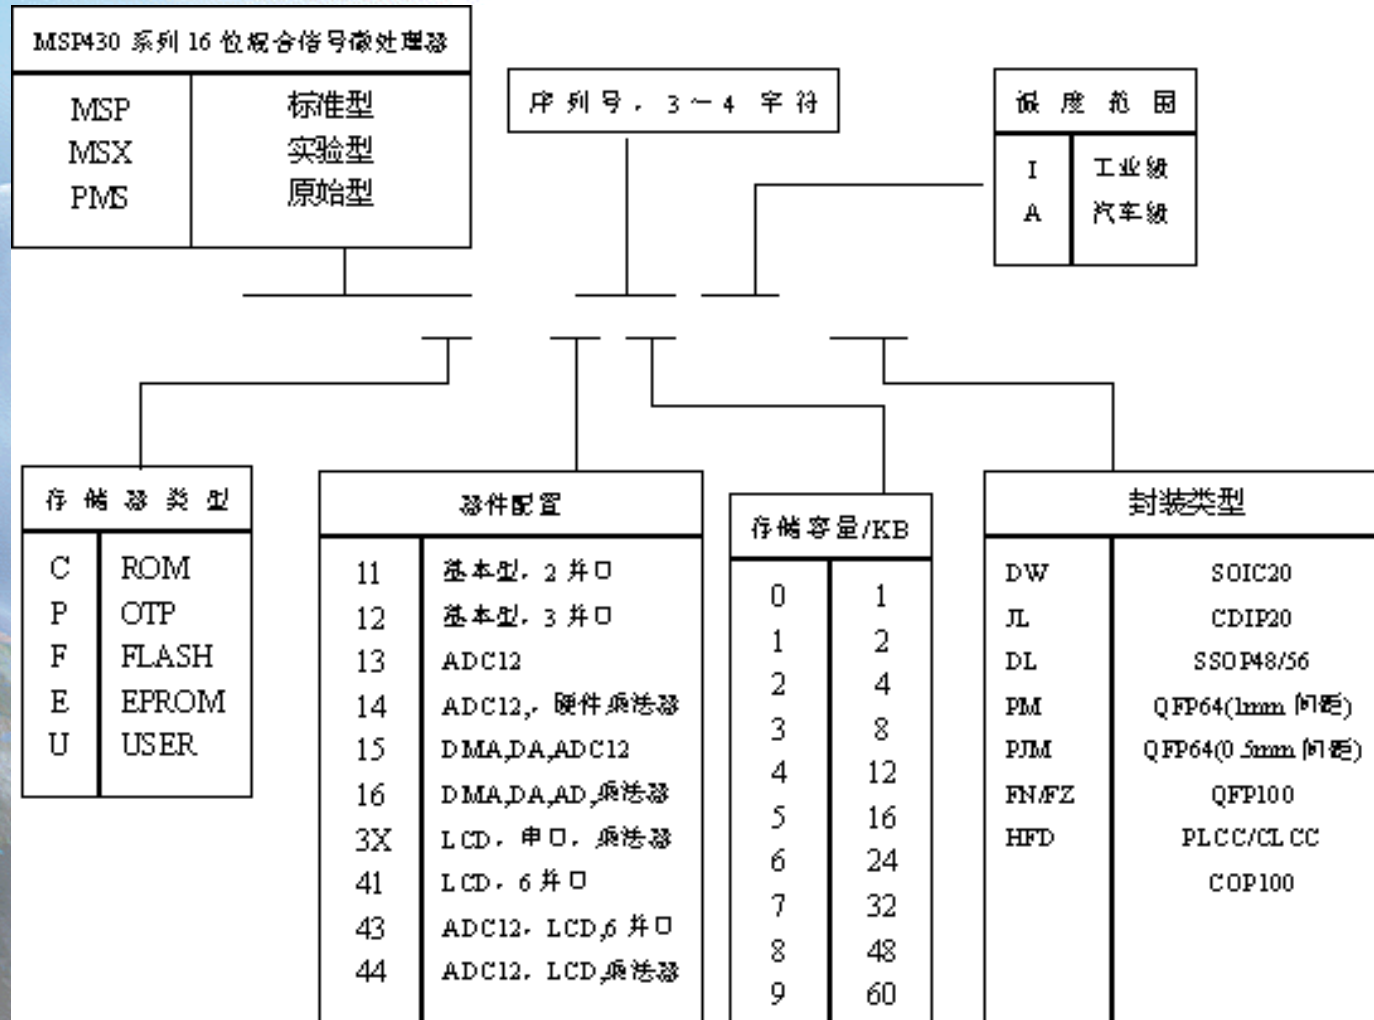 MSP430 系列 16 位混合信号微处理器
MSP 标准型
MSX 实验型
PMS 原始型
序列号，3～4 字符
温度范围
I 工业级
A 汽车级
存储器类型
C ROM
P OTP
F FLASH
E EPROM
U USER
器件配置
11 基本型，2 并口
12 基本型，3 并口
13 ADC12
14 ADC12,，硬件乘法器
15 DMA,DA,ADC12
16 DMA,DA,AD,乘法器
3X LCD，串口，乘法器
41 LCD，6 并口
43 ADC12，LCD,6 并口
44 ADC12，LCD,乘法器
存储容量/KB
0 1
1 2
2 4
3 8
4 12
5 16
6 24
7 32
8 48
9 60
封装类型
DW SOIC20
JL CDIP20
DL SSOP48/56
PM QFP64(1mm 间距)
PJM QFP64(0.5mm 间距)
FN/FZ QFP100
HFD PLCC/CLCC
COP100